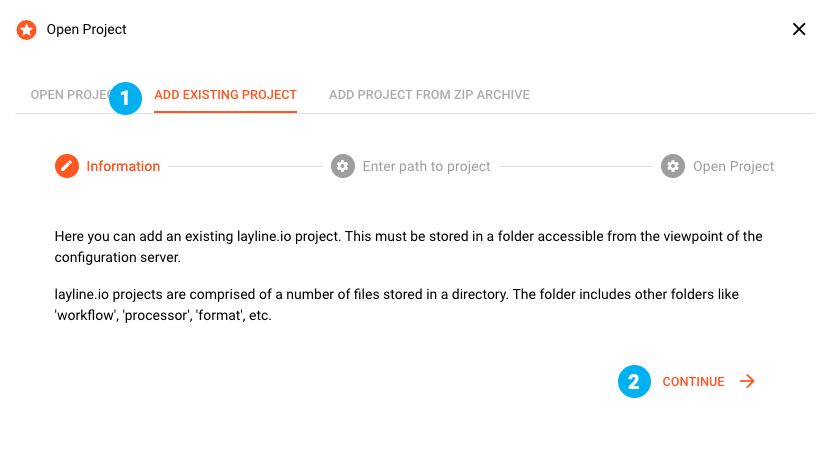 Open Project
OPEN PROJEC 1 ADD EXISTING PROJECT ADD PROJECT FROM ZIP ARCHIVE
Information Enter path to project Open Project
Here you can add an existing layline.io project. This must be stored in a folder accessible from the viewpoint of the
configuration server.
layline.io projects are comprised of a number of files stored in a directory. The folder includes other folders like
'workflow', 'processor', 'format', etc.
2 CONTINUE